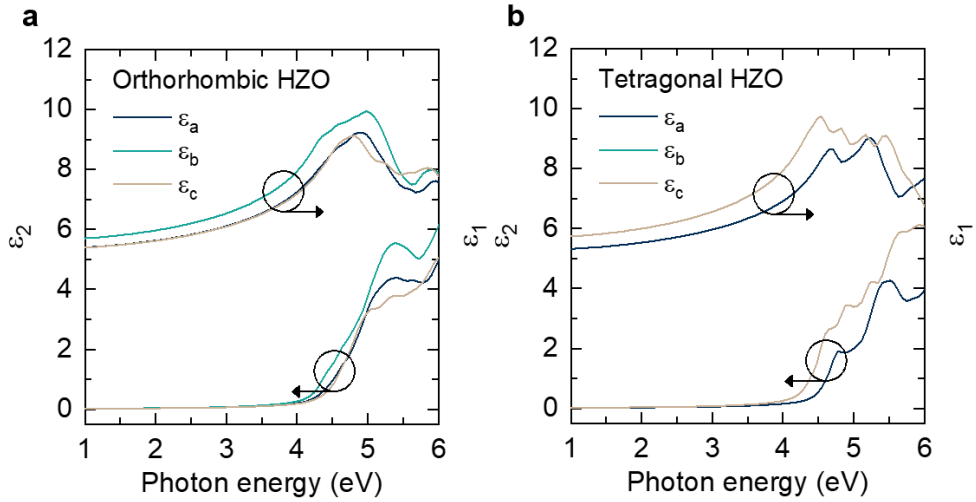 a
Orthorhombic HZO
εa
εb
εc
ε2
12
10
8
6
4
2
0
1 2 3 4 5 6
Photon energy (eV)
ε1
b
Tetragonal HZO
εa
εb
εc
ε2
12
10
8
6
4
2
0
1 2 3 4 5 6
Photon energy (eV)
ε1